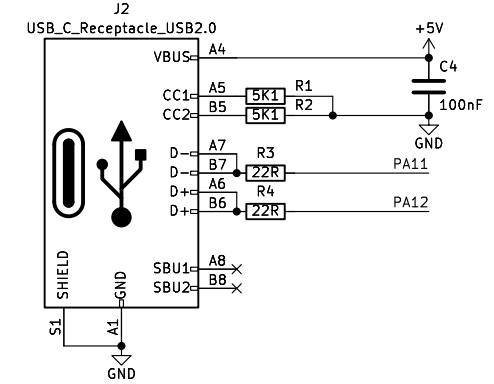 J2
USB_C_Receptacle_USB2.0
+5V
VBUS A4
C4
100nF
GND
CC1 A5 5K1 R1
CC2 B5 5K1 R2
D- A7
D- B7 R3 22R PA11
D+ A6
D+ B6 R4 22R PA12
SBU1 A8
SBU2 B8
SHIELD
GND
S1
A1
GND